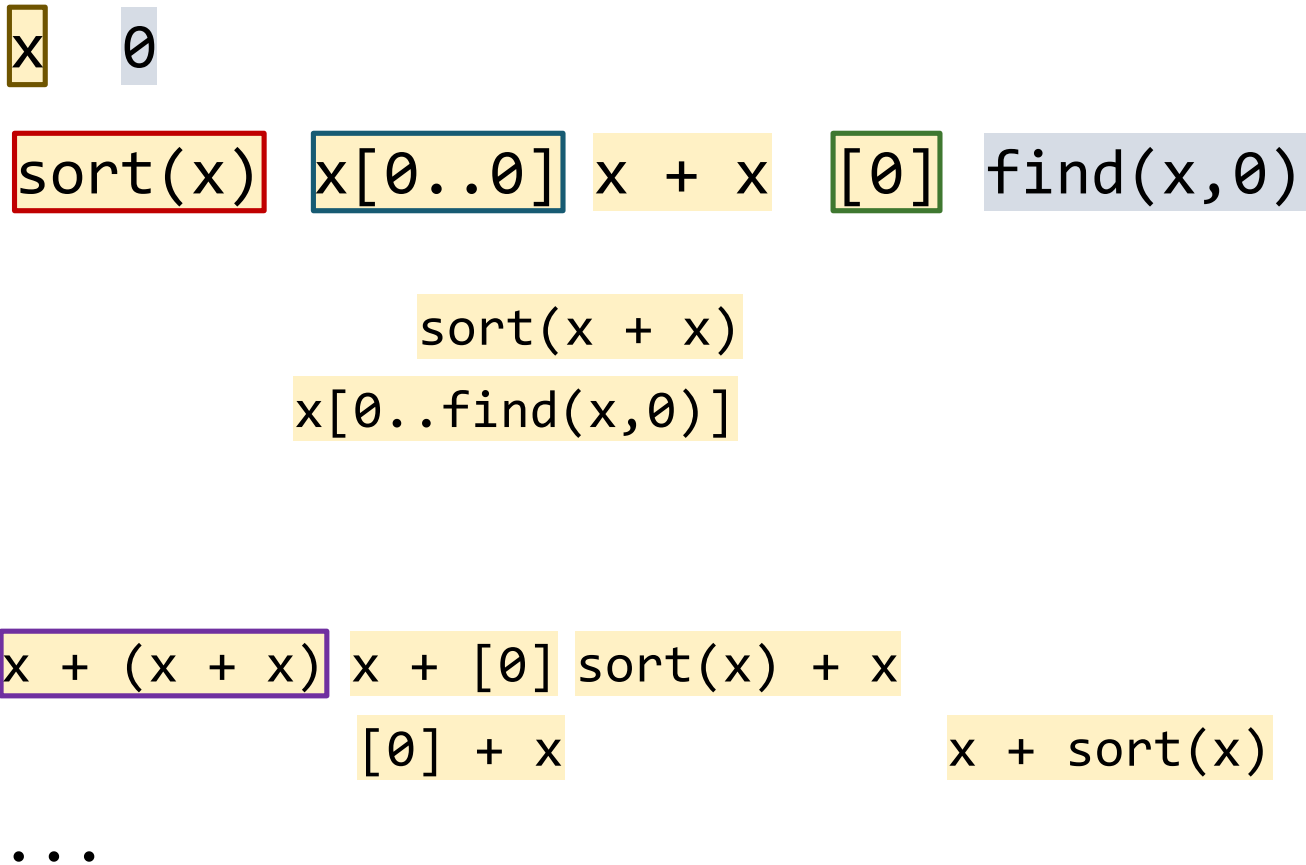 x 0
sort(x) x[0..0] x + x [0] find(x,0)
sort(x + x)
x[0..find(x,0)]
x + (x + x) x + [0] sort(x) + x
[0] + x x + sort(x)
...